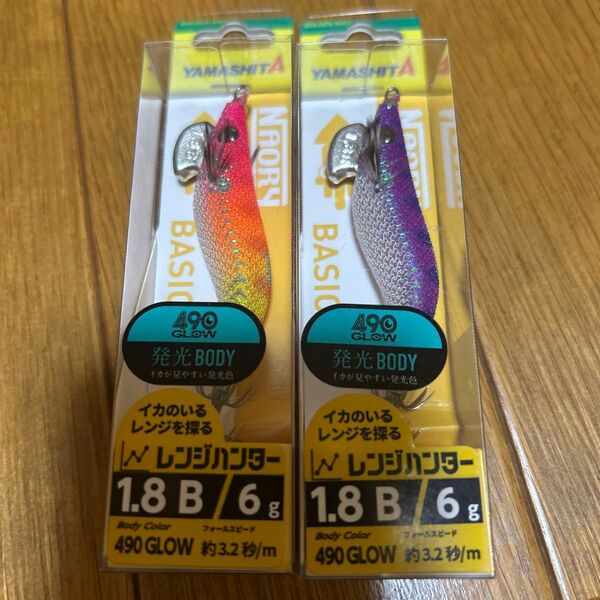 YAMASHITA
NAORY
BASIC
490
GLOW
発光BODY
イカが見やすい発光色
イカのいる
レンジを探る
レンジハンター
1.8 B / 6 g
Body Color
フォールスピード
490 GLOW 約3.2秒/m
YAMASHITA
NAORY
BASIC
490
GLOW
発光BODY
イカが見やすい発光色
イカのいる
レンジを探る
レンジハンター
1.8 B / 6 g
Body Color
フォールスピード
490 GLOW 約3.2秒/m